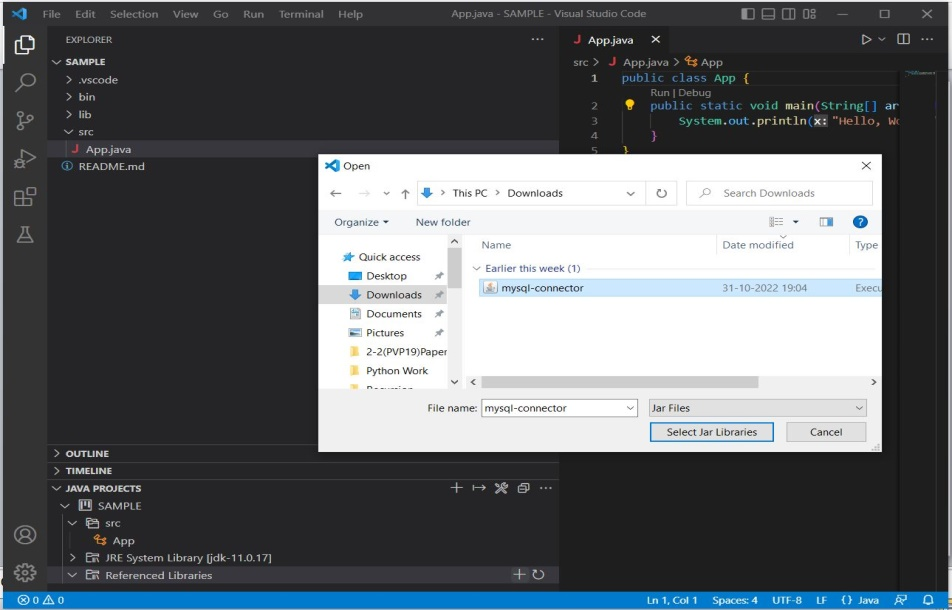 File Edit Selection View Go Run Terminal Help App.java - SAMPLE - Visual Studio Code
EXPLORER
SAMPLE
.vscode
bin
lib
src
J App.java
README.md
J App.java
src > J App.java > App
1 public class App {
Run | Debug
2 public static void main(String[] ar
3 System.out.println(x: "Hello, Wo
4 }
5 }
Open
This PC > Downloads
Search Downloads
Organize New folder
Name Date modified Type
Quick access
Desktop
Downloads
Documents
Pictures
2-2(PVP19)Paper
Python Work
Recursion
Earlier this week (1)
mysql-connector 31-10-2022 19:04 Execu
File name: mysql-connector Jar Files
Select Jar Libraries Cancel
OUTLINE
TIMELINE
JAVA PROJECTS
SAMPLE
src
App
JRE System Library [jdk-11.0.17]
Referenced Libraries
0 0 Ln 1, Col 1 Spaces: 4 UTF-8 LF {} Java